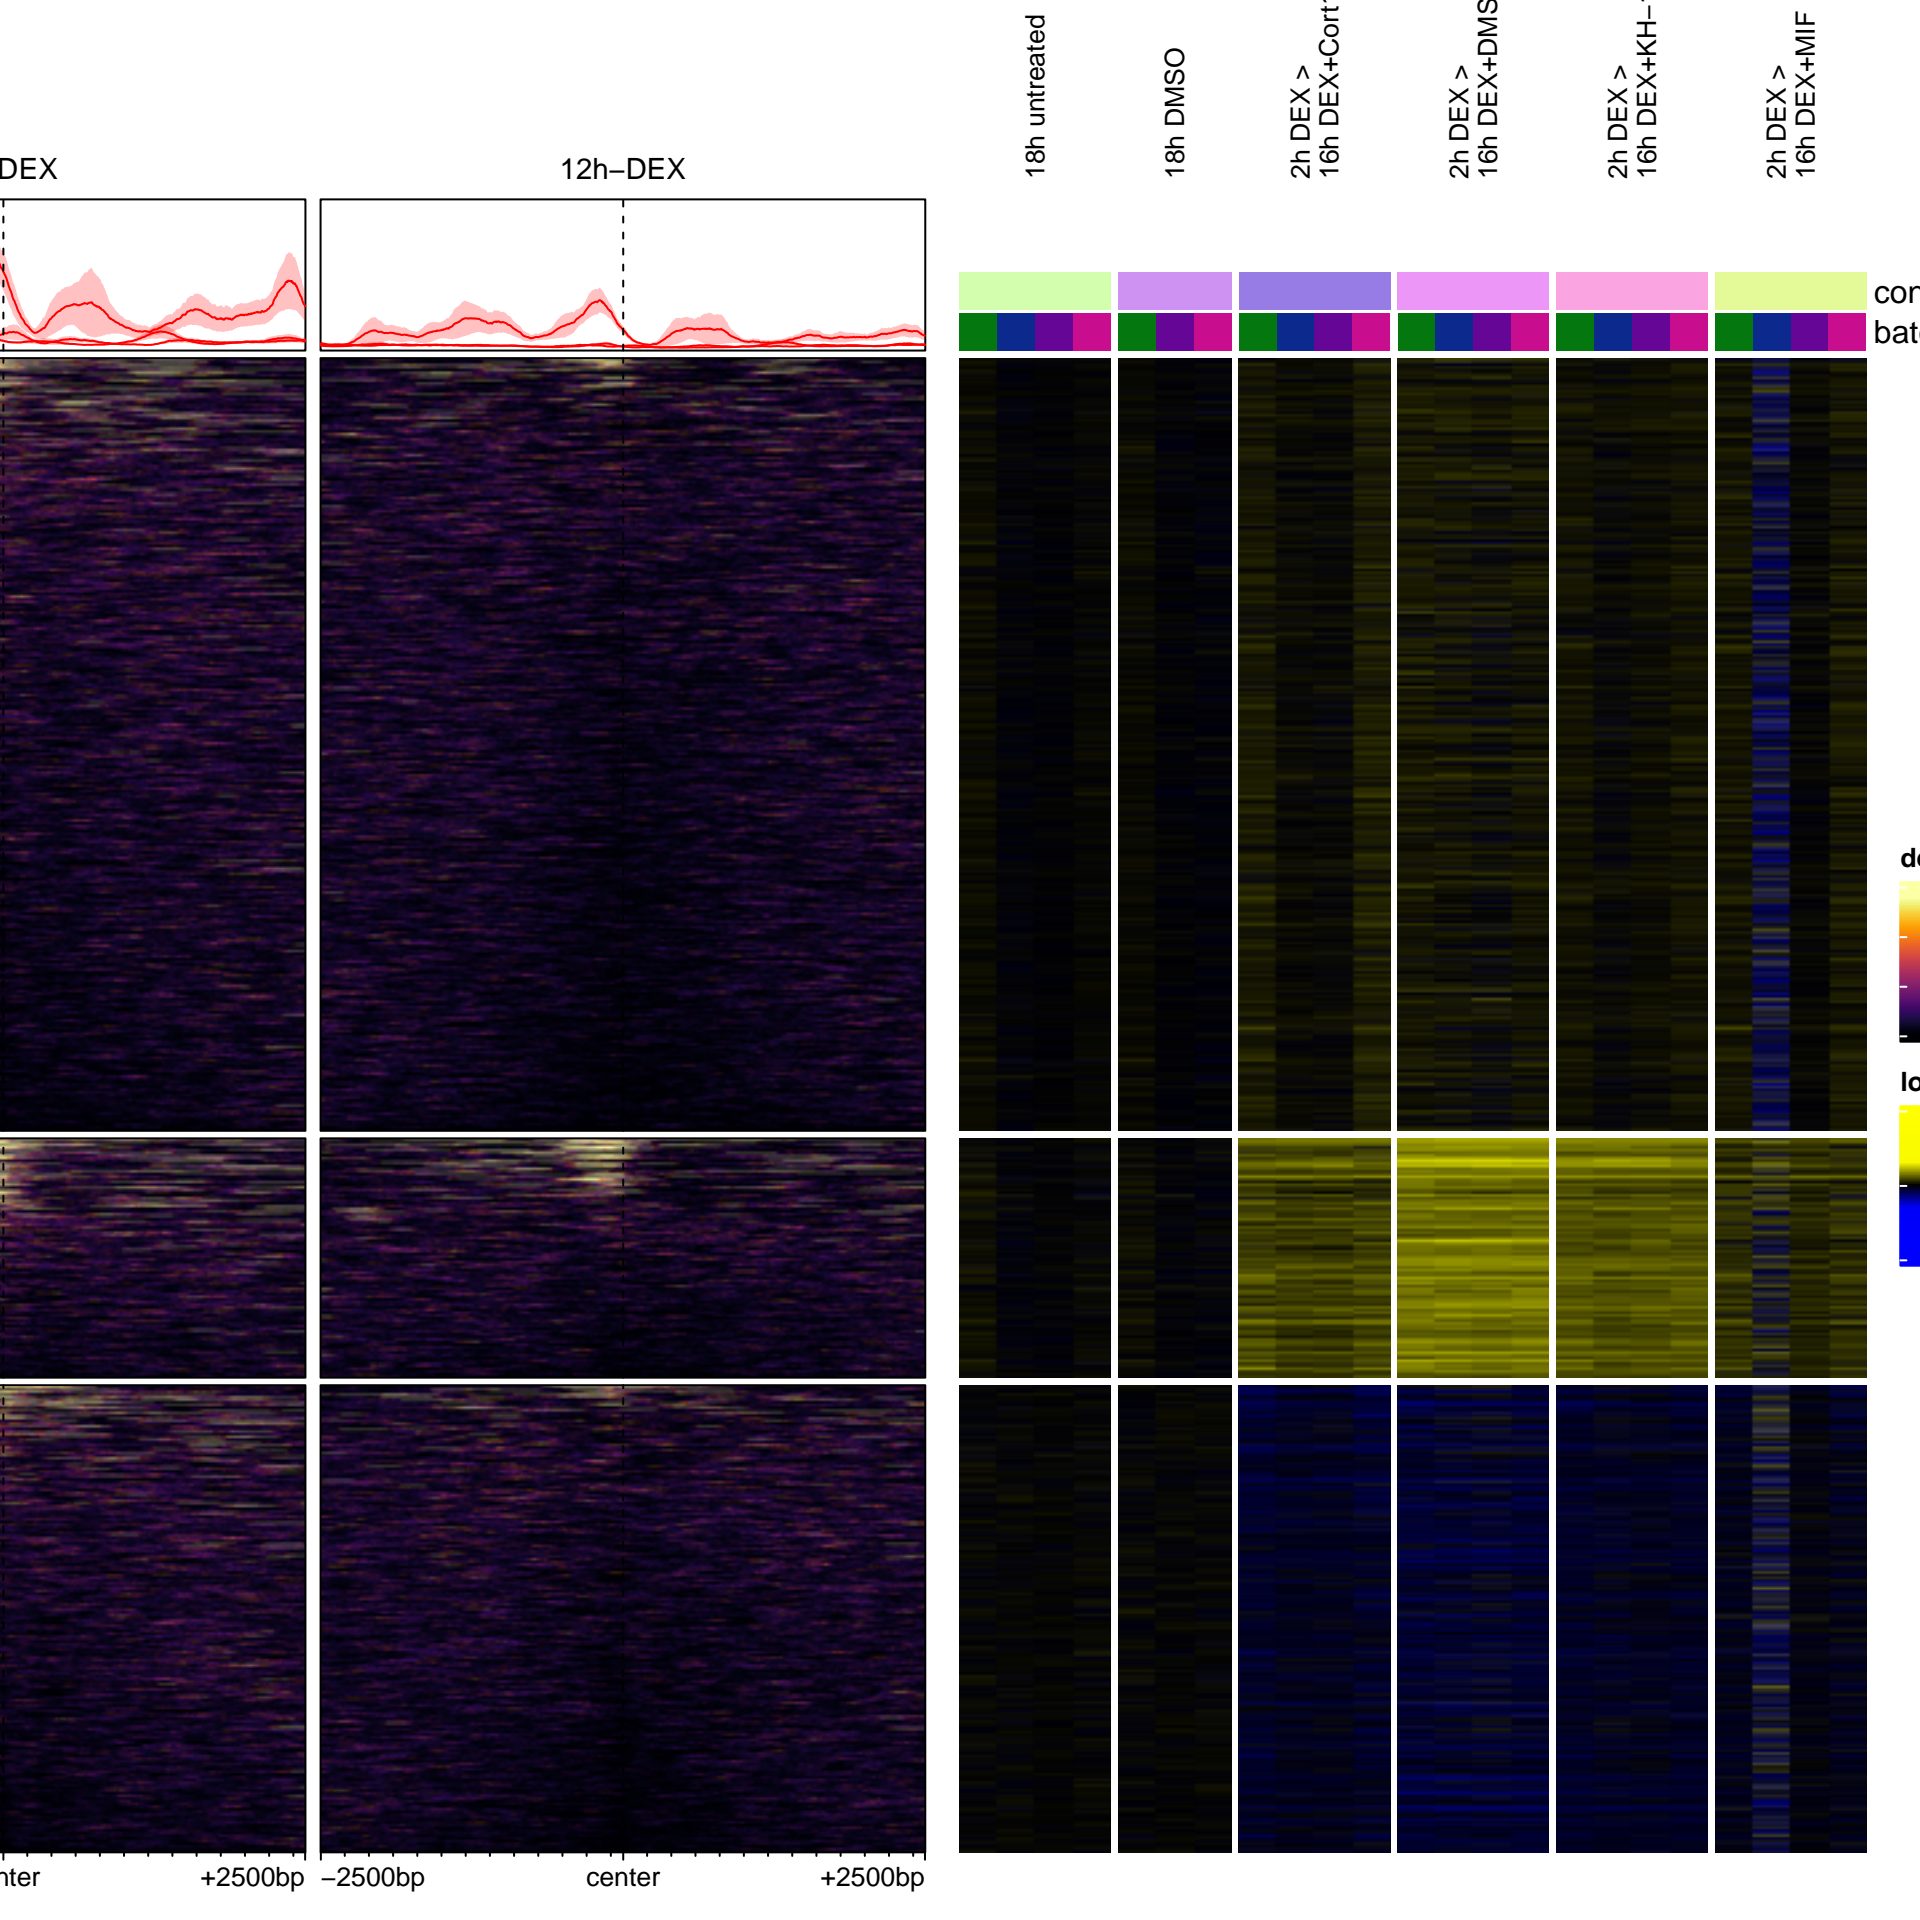 18h untreated
18h DMSO
2h DEX >
16h DEX+Cort
2h DEX >
16h DEX+DMS
2h DEX >
16h DEX+KH-
2h DEX >
16h DEX+MIF
DEX
12h−DEX
con
bat
de
lo
nter
+2500bp
−2500bp
center
+2500bp